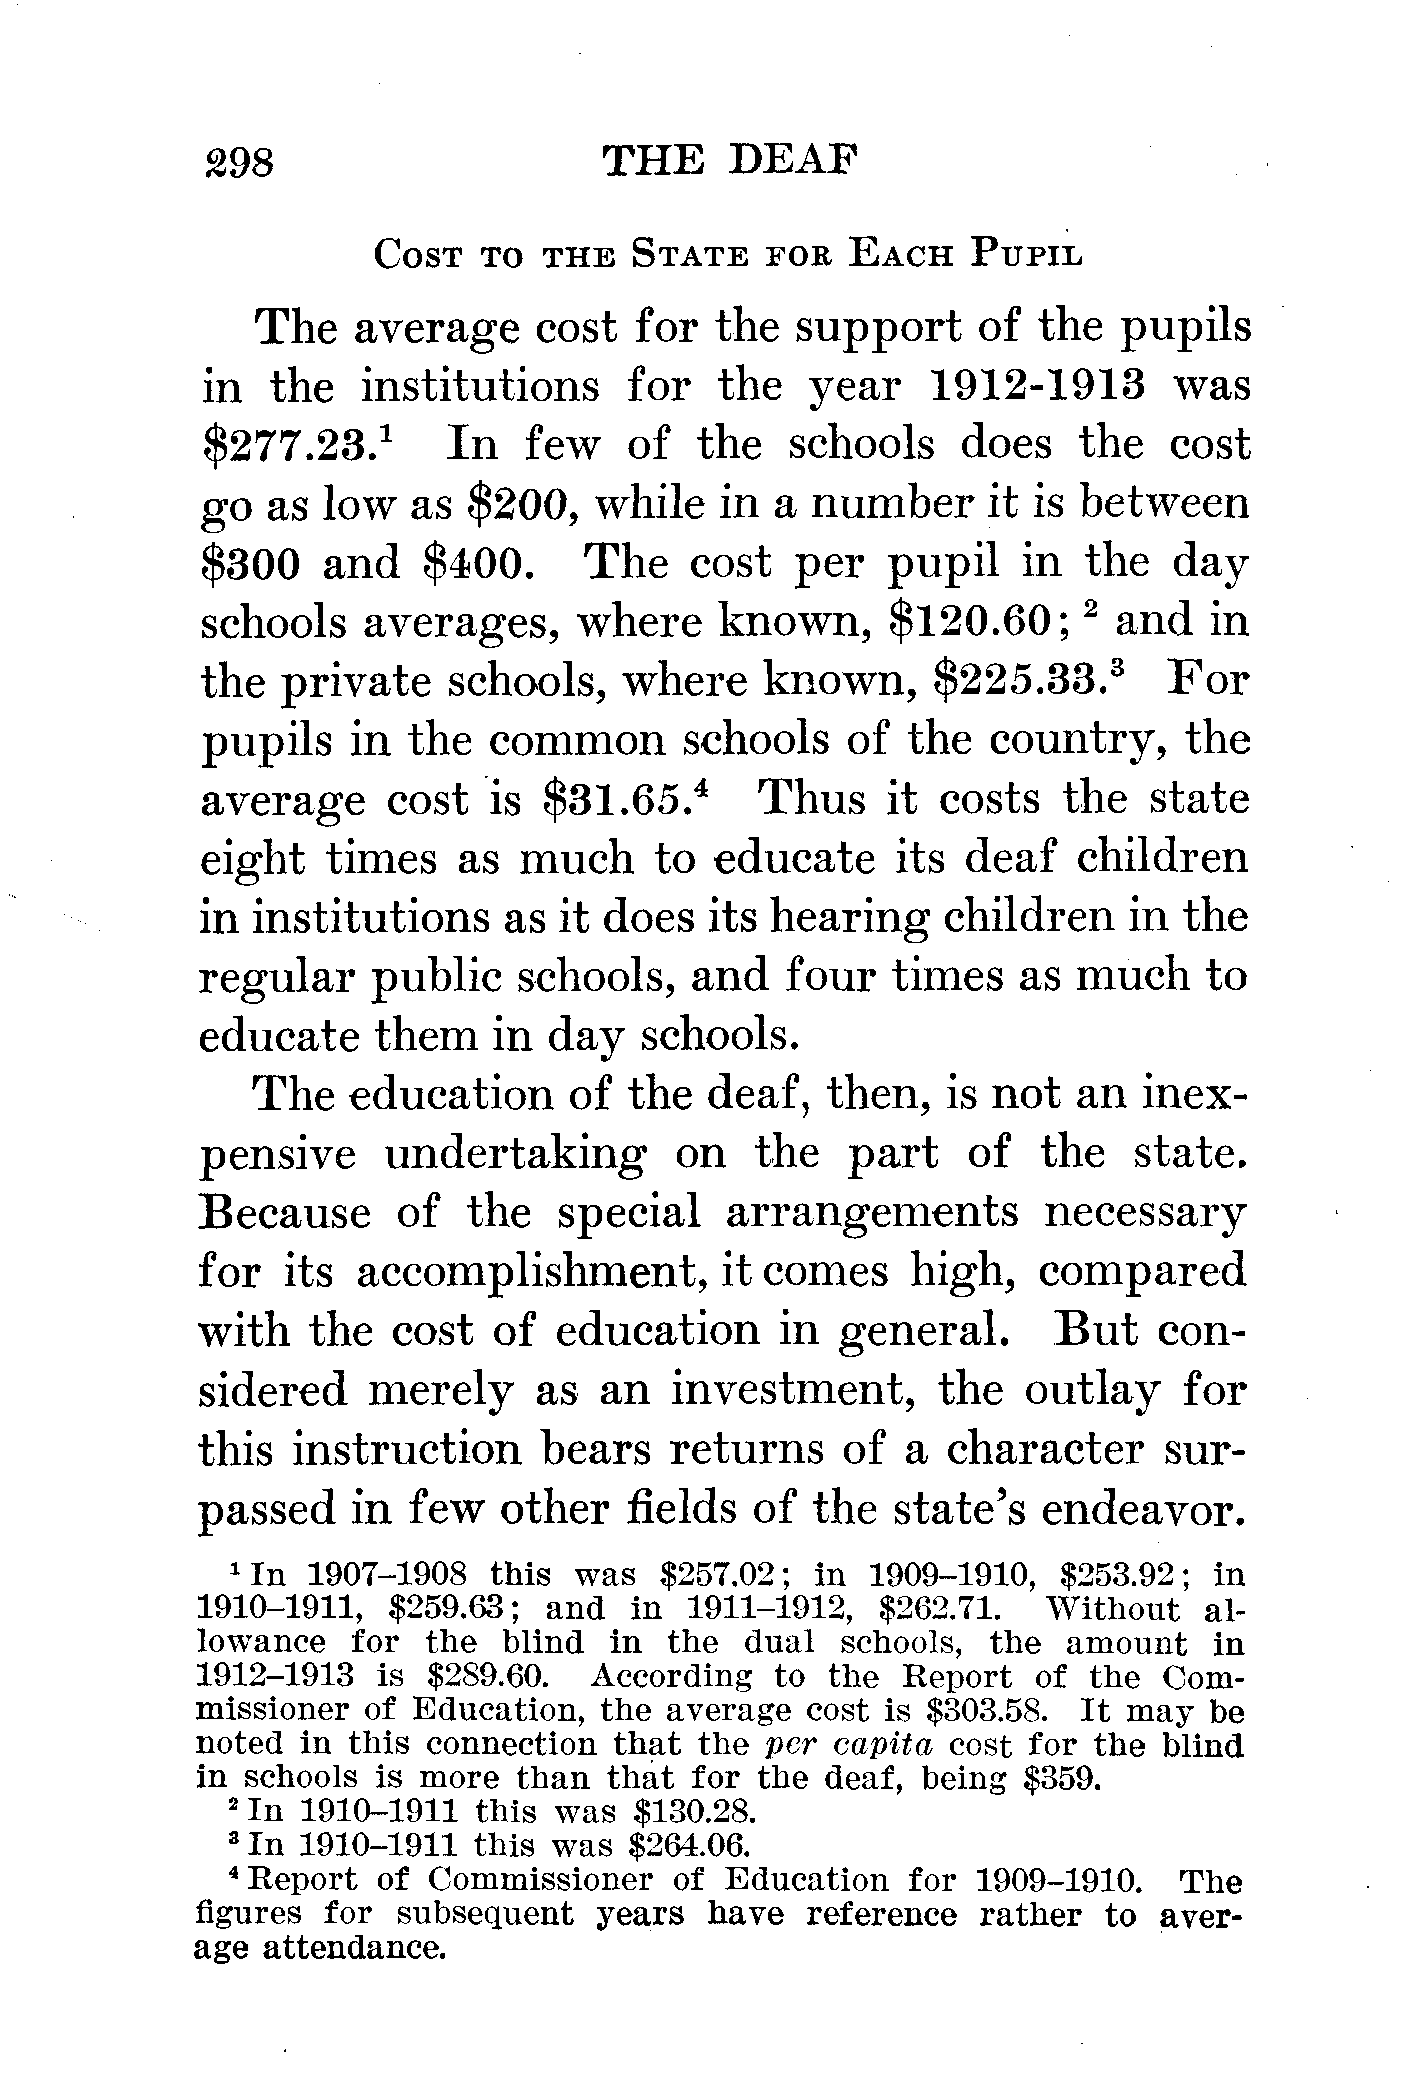 298 THE DEAF
COST TO THE STATE FOR EACH PUPIL
The average cost for the support of the pupils
in the institutions for the year 1912-1913 was
$277.23.¹ In few of the schools does the cost
go as low as $200, while in a number it is between
$300 and $400. The cost per pupil in the day
schools averages, where known, $120.60; ² and in
the private schools, where known, $225.33.³ For
pupils in the common schools of the country, the
average cost is $31.65.⁴ Thus it costs the state
eight times as much to educate its deaf children
in institutions as it does its hearing children in the
regular public schools, and four times as much to
educate them in day schools.
The education of the deaf, then, is not an inex-
pensive undertaking on the part of the state.
Because of the special arrangements necessary
for its accomplishment, it comes high, compared
with the cost of education in general. But con-
sidered merely as an investment, the outlay for
this instruction bears returns of a character sur-
passed in few other fields of the state's endeavor.
¹ In 1907–1908 this was $257.02; in 1909–1910, $253.92; in
1910–1911, $259.63; and in 1911–1912, $262.71. Without al-
lowance for the blind in the dual schools, the amount in
1912–1913 is $289.60. According to the Report of the Com-
missioner of Education, the average cost is $303.58. It may be
noted in this connection that the per capita cost for the blind
in schools is more than that for the deaf, being $359.
² In 1910–1911 this was $130.28.
³ In 1910–1911 this was $264.06.
⁴ Report of Commissioner of Education for 1909–1910. The
figures for subsequent years have reference rather to aver-
age attendance.